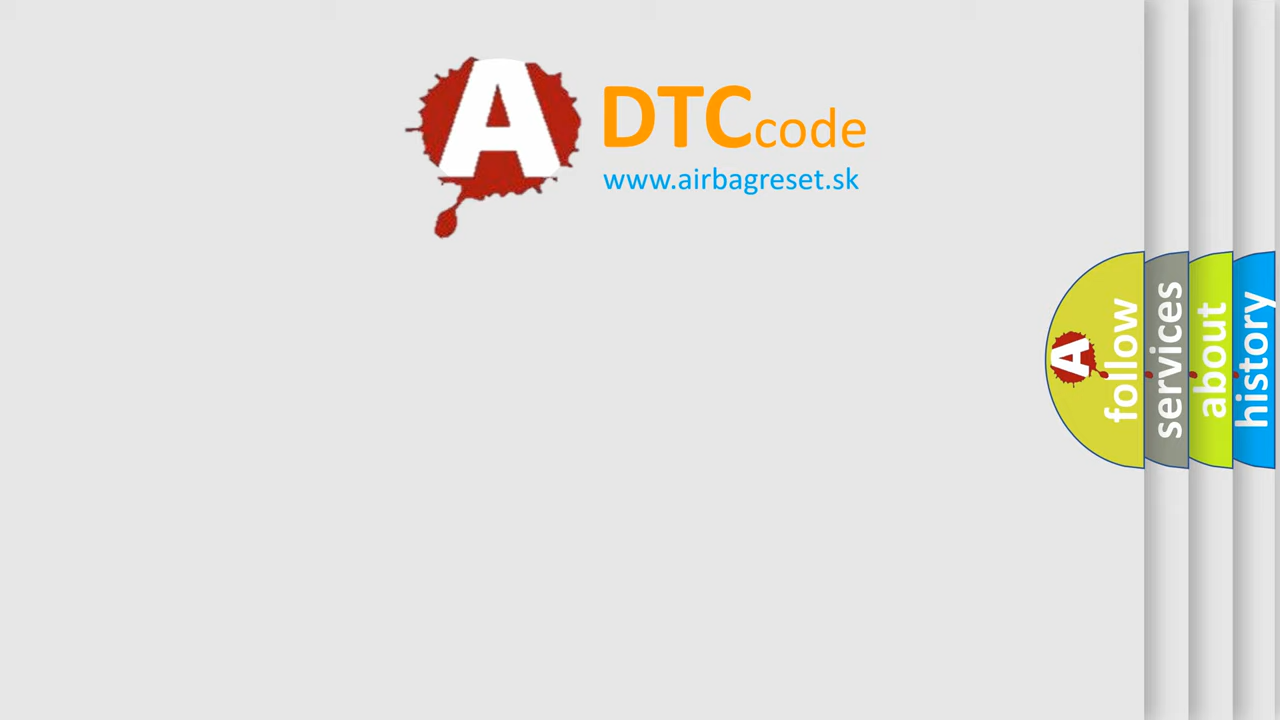 A DTCcode
www.airbagreset.sk
A follow
services
about
history